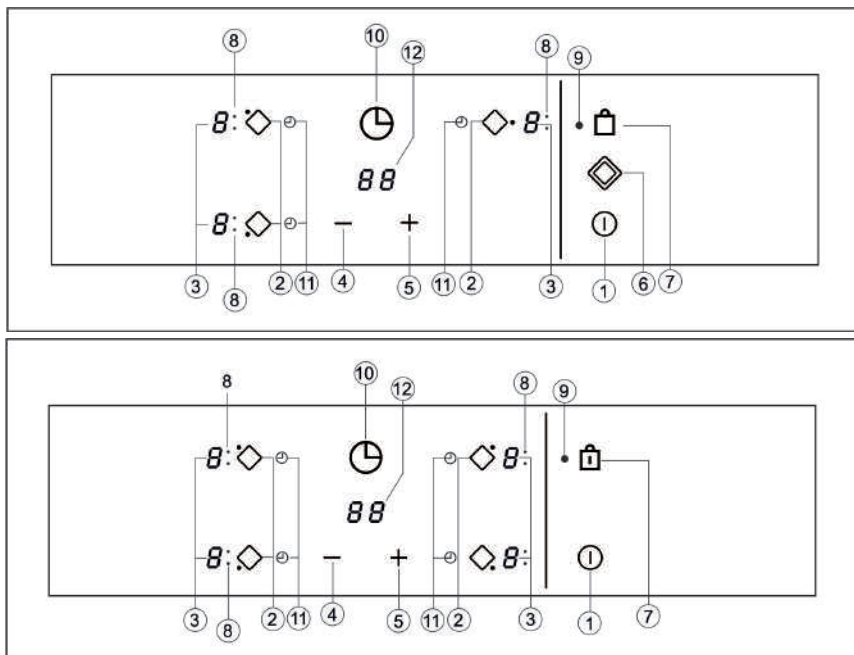 ⑧ ⑩ ⑫ ⑧ ⑨
8: 8:
88
8: − +
③ ⑧ ② ⑪ ④ ⑤ ⑪ ② ③ ① ⑥ ⑦
8 ⑩ ⑫ ⑧ ⑨
8: 8:
88
8: − + 8:
③ ⑧ ② ⑪ ④ ⑤ ⑪ ② ③ ① ⑦